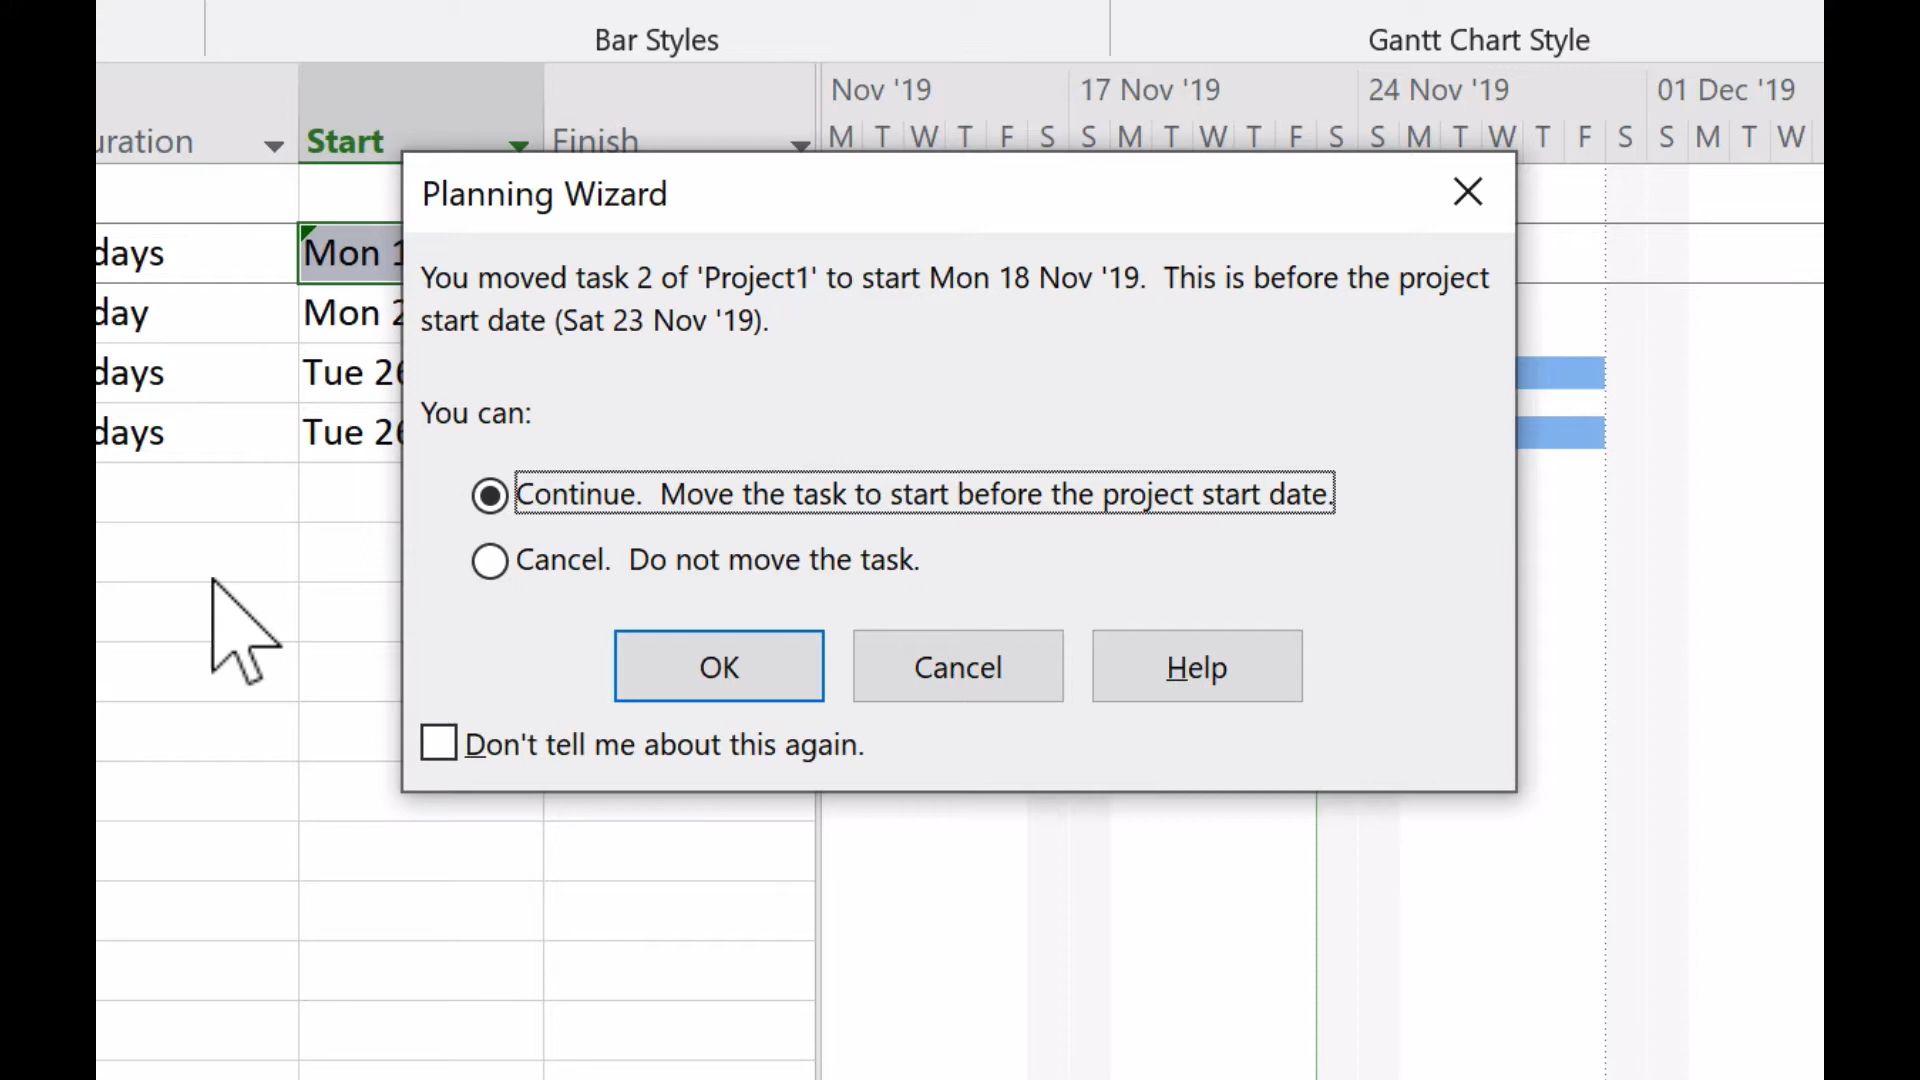 Bar Styles
Gantt Chart Style
Nov '19
17 Nov '19
24 Nov '19
01 Dec '19
uration
Start
Finish
M T W T F S S M T W T F S S M T W T F S S M T W
days
Mon 1
day
Mon 2
days
Tue 26
days
Tue 26
Planning Wizard
You moved task 2 of 'Project1' to start Mon 18 Nov '19.  This is before the project
start date (Sat 23 Nov '19).
You can:
Continue.  Move the task to start before the project start date.
Cancel.  Do not move the task.
OK
Cancel
Help
Don't tell me about this again.